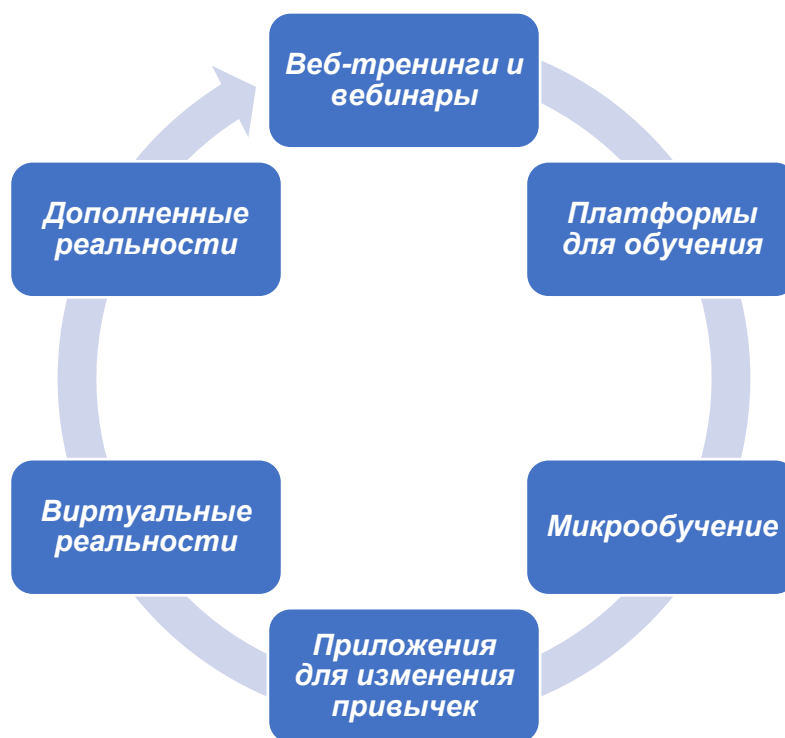 Веб-тренинги и
вебинары
Платформы
для обучения
Микрообучение
Приложения
для изменения
привычек
Виртуальные
реальности
Дополненные
реальности